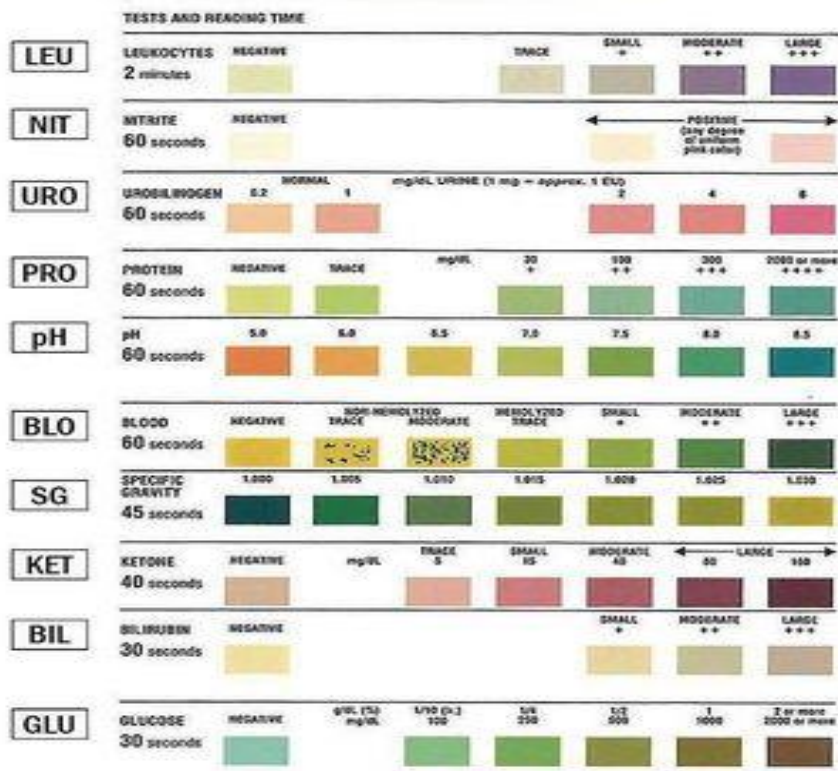 TESTS AND READING TIME
LEU LEUKOCYTES 2 minutes NEGATIVE TRACE SMALL + MODERATE ++ LARGE +++
NIT NITRITE 60 seconds NEGATIVE POSITIVE (any degree of uniform pink color)
URO UROBILINOGEN 60 seconds NORMAL 0.2 1 mg/dL URINE (1 mg = approx. 1 EU) 2 4 8
PRO PROTEIN 60 seconds NEGATIVE TRACE mg/dL 30 + 100 ++ 300 +++ 2000 or more ++++
pH pH 60 seconds 5.0 6.0 6.5 7.0 7.5 8.0 8.5
BLO BLOOD 60 seconds NEGATIVE NON-HEMOLYZED TRACE MODERATE HEMOLYZED TRACE SMALL + MODERATE ++ LARGE +++
SG SPECIFIC GRAVITY 45 seconds 1.000 1.005 1.010 1.015 1.020 1.025 1.030
KET KETONE 40 seconds NEGATIVE mg/dL TRACE 5 SMALL 15 MODERATE 40 LARGE 80 160
BIL BILIRUBIN 30 seconds NEGATIVE SMALL + MODERATE ++ LARGE +++
GLU GLUCOSE 30 seconds NEGATIVE g/dL (%) mg/dL 1/10 (tr.) 100 1/4 250 1/2 500 1 1000 2 or more 2000 or more